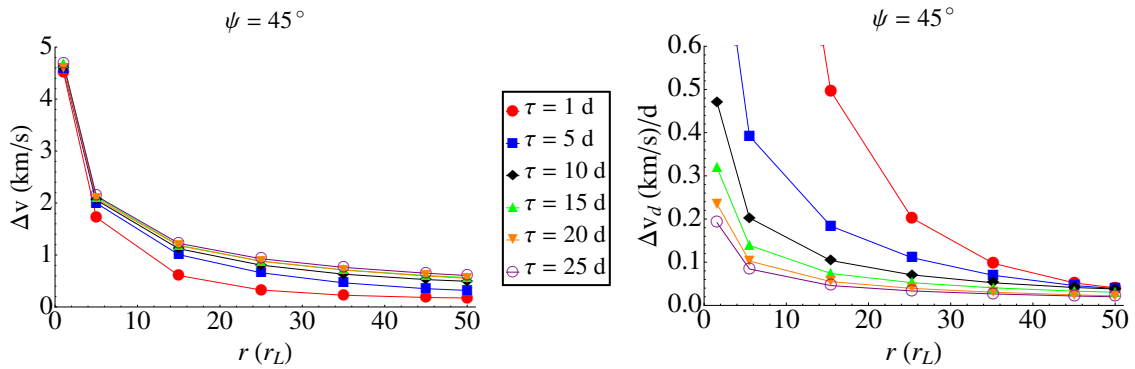 ψ = 45°
5
4
3
2
1
0
0 10 20 30 40 50
Δv (km/s)
r (r_L)
τ = 1 d
τ = 5 d
τ = 10 d
τ = 15 d
τ = 20 d
τ = 25 d
ψ = 45°
0.6
0.5
0.4
0.3
0.2
0.1
0.0
0 10 20 30 40 50
Δv_d (km/s)/d
r (r_L)